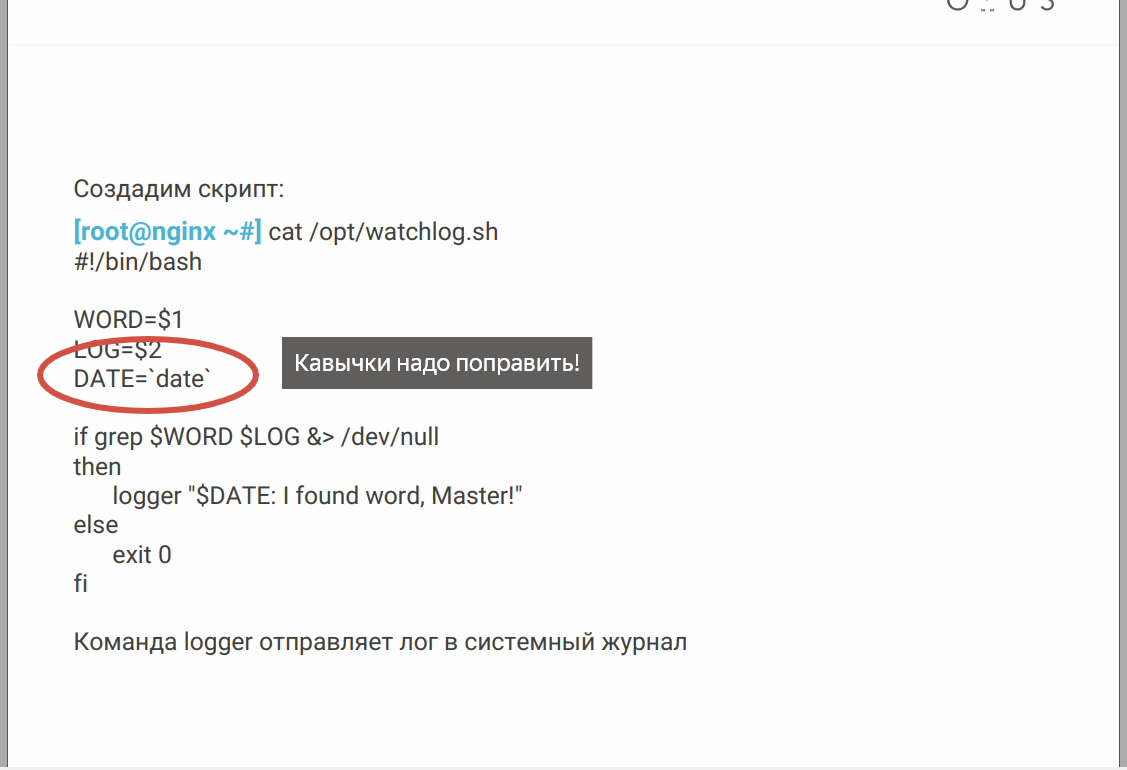 Создадим скрипт:
[root@nginx ~#] cat /opt/watchlog.sh
#!/bin/bash
WORD=$1
LOG=$2
DATE=`date`
Кавычки надо поправить!
if grep $WORD $LOG &> /dev/null
then
logger "$DATE: I found word, Master!"
else
exit 0
fi
Команда logger отправляет лог в системный журнал